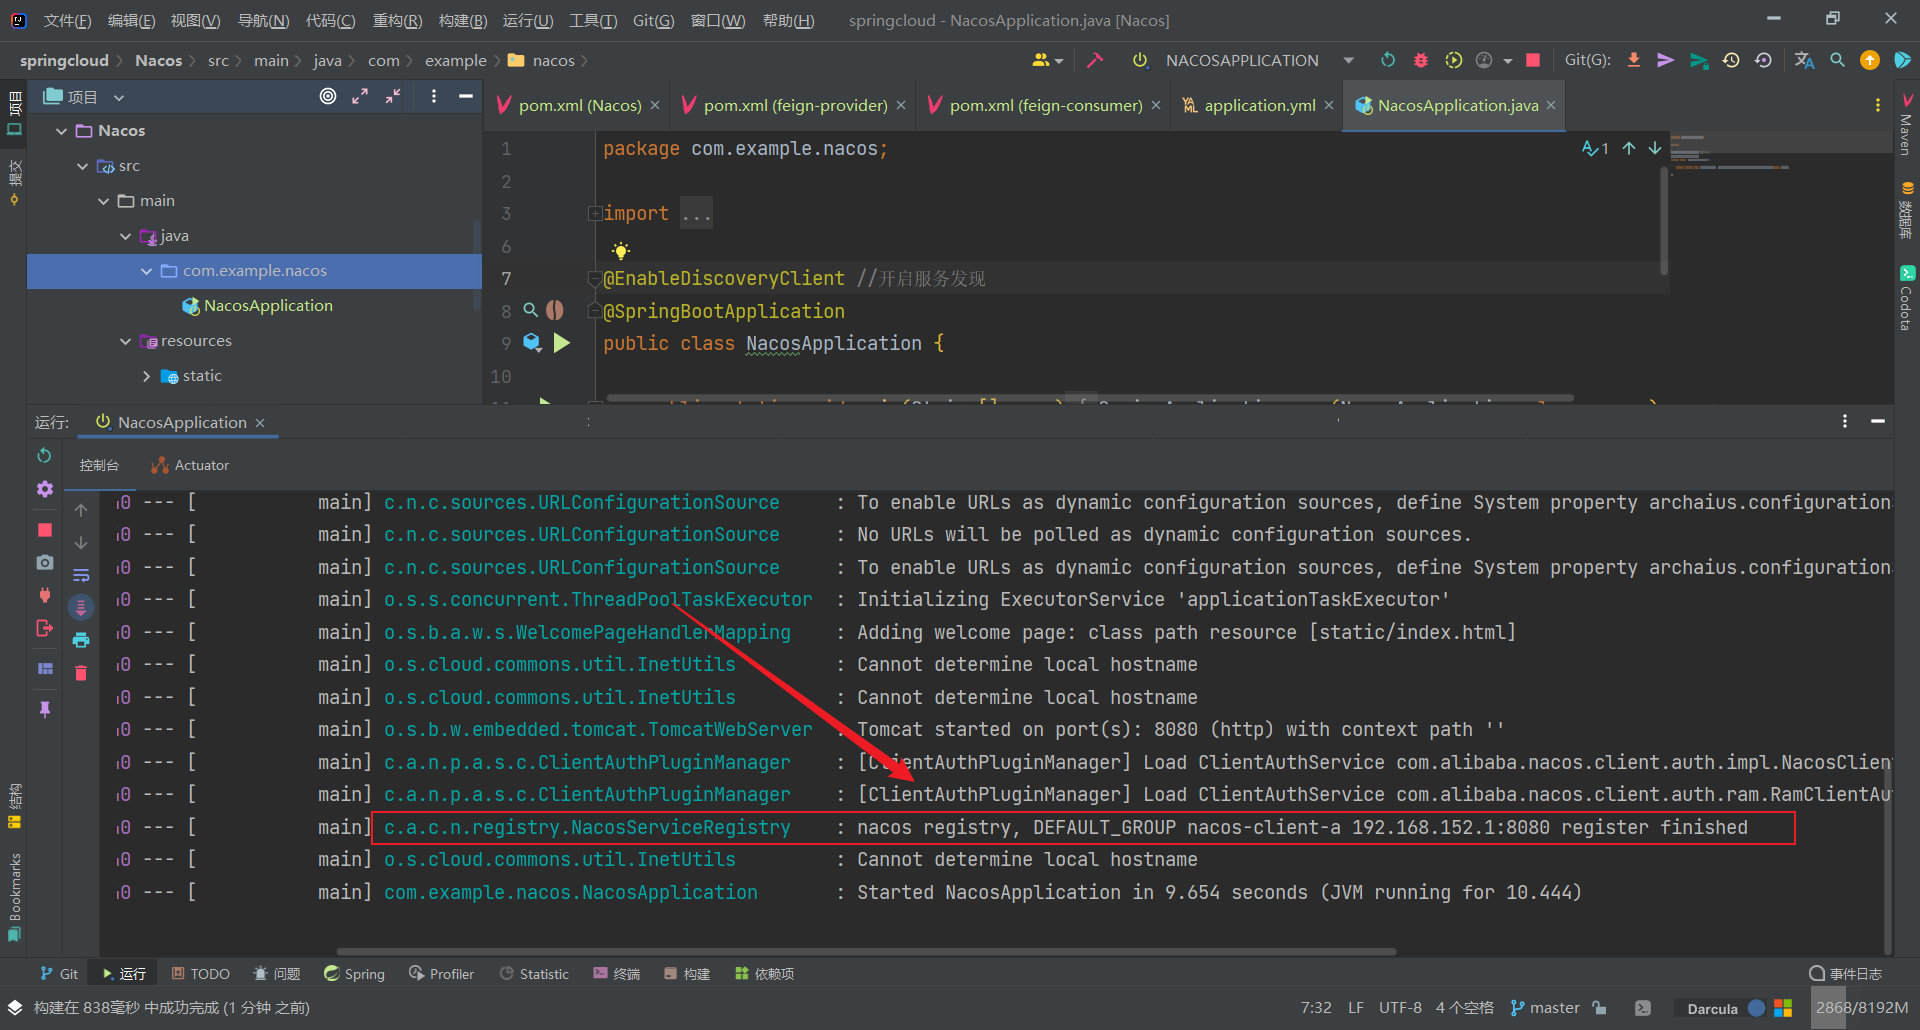 文件(F) 编辑(E) 视图(V) 导航(N) 代码(C) 重构(R) 构建(B) 运行(U) 工具(T) Git(G) 窗口(W) 帮助(H) springcloud - NacosApplication.java [Nacos]
springcloud Nacos src main java com example nacos NACOSAPPLICATION Git(G):
项目
pom.xml (Nacos) pom.xml (feign-provider) pom.xml (feign-consumer) application.yml NacosApplication.java
项目
提交
Nacos
src
main
java
com.example.nacos
NacosApplication
resources
static
1 package com.example.nacos;
2
3 import ...
6
7 @EnableDiscoveryClient //开启服务发现
8 @SpringBootApplication
9 public class NacosApplication {
10
1
Maven
数据库
Codota
运行: NacosApplication
控制台 Actuator
0 --- [ main] c.n.c.sources.URLConfigurationSource : To enable URLs as dynamic configuration sources, define System property archaius.configurations
0 --- [ main] c.n.c.sources.URLConfigurationSource : No URLs will be polled as dynamic configuration sources.
0 --- [ main] c.n.c.sources.URLConfigurationSource : To enable URLs as dynamic configuration sources, define System property archaius.configurations
0 --- [ main] o.s.s.concurrent.ThreadPoolTaskExecutor : Initializing ExecutorService 'applicationTaskExecutor'
0 --- [ main] o.s.b.a.w.s.WelcomePageHandlerMapping : Adding welcome page: class path resource [static/index.html]
0 --- [ main] o.s.cloud.commons.util.InetUtils : Cannot determine local hostname
0 --- [ main] o.s.cloud.commons.util.InetUtils : Cannot determine local hostname
0 --- [ main] o.s.b.w.embedded.tomcat.TomcatWebServer : Tomcat started on port(s): 8080 (http) with context path ''
0 --- [ main] c.a.n.p.a.s.c.ClientAuthPluginManager : [ClientAuthPluginManager] Load ClientAuthService com.alibaba.nacos.client.auth.impl.NacosClient
0 --- [ main] c.a.n.p.a.s.c.ClientAuthPluginManager : [ClientAuthPluginManager] Load ClientAuthService com.alibaba.nacos.client.auth.ram.RamClientAu
0 --- [ main] c.a.c.n.registry.NacosServiceRegistry : nacos registry, DEFAULT_GROUP nacos-client-a 192.168.152.1:8080 register finished
0 --- [ main] o.s.cloud.commons.util.InetUtils : Cannot determine local hostname
0 --- [ main] com.example.nacos.NacosApplication : Started NacosApplication in 9.654 seconds (JVM running for 10.444)
结构
Bookmarks
Git 运行 TODO 问题 Spring Profiler Statistic 终端 构建 依赖项 事件日志
构建在 838毫秒 中成功完成 (1 分钟 之前) 7:32 LF UTF-8 4 个空格 master Darcula 2868/8192M